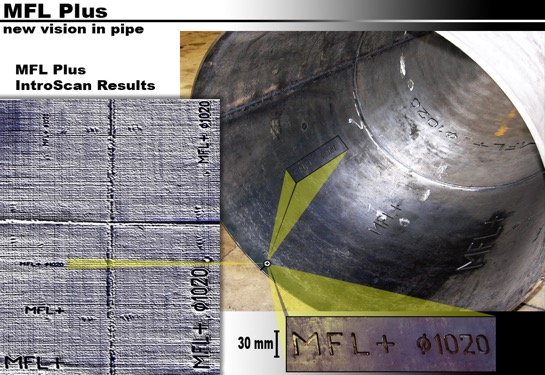 MFL Plus
new vision in pipe
MFL Plus
IntroScan Results
MFL+ ϕ1020
MFL+ ϕ1020
MFL+ ϕ1020
MFL+
MFL+
ϕ1020
MFL+
MFL+
30 mm
MFL+ ϕ1020